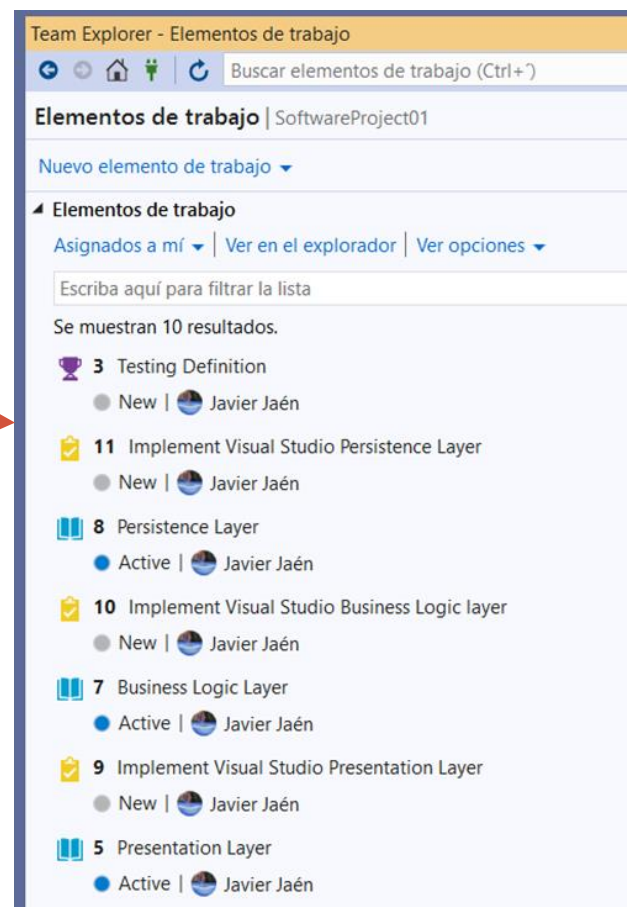 Team Explorer - Elementos de trabajo
Buscar elementos de trabajo (Ctrl+´)
Elementos de trabajo | SoftwareProject01
Nuevo elemento de trabajo
Elementos de trabajo
Asignados a mí | Ver en el explorador | Ver opciones
Escriba aquí para filtrar la lista
Se muestran 10 resultados.
3 Testing Definition
New | Javier Jaén
11 Implement Visual Studio Persistence Layer
New | Javier Jaén
8 Persistence Layer
Active | Javier Jaén
10 Implement Visual Studio Business Logic layer
New | Javier Jaén
7 Business Logic Layer
Active | Javier Jaén
9 Implement Visual Studio Presentation Layer
New | Javier Jaén
5 Presentation Layer
Active | Javier Jaén